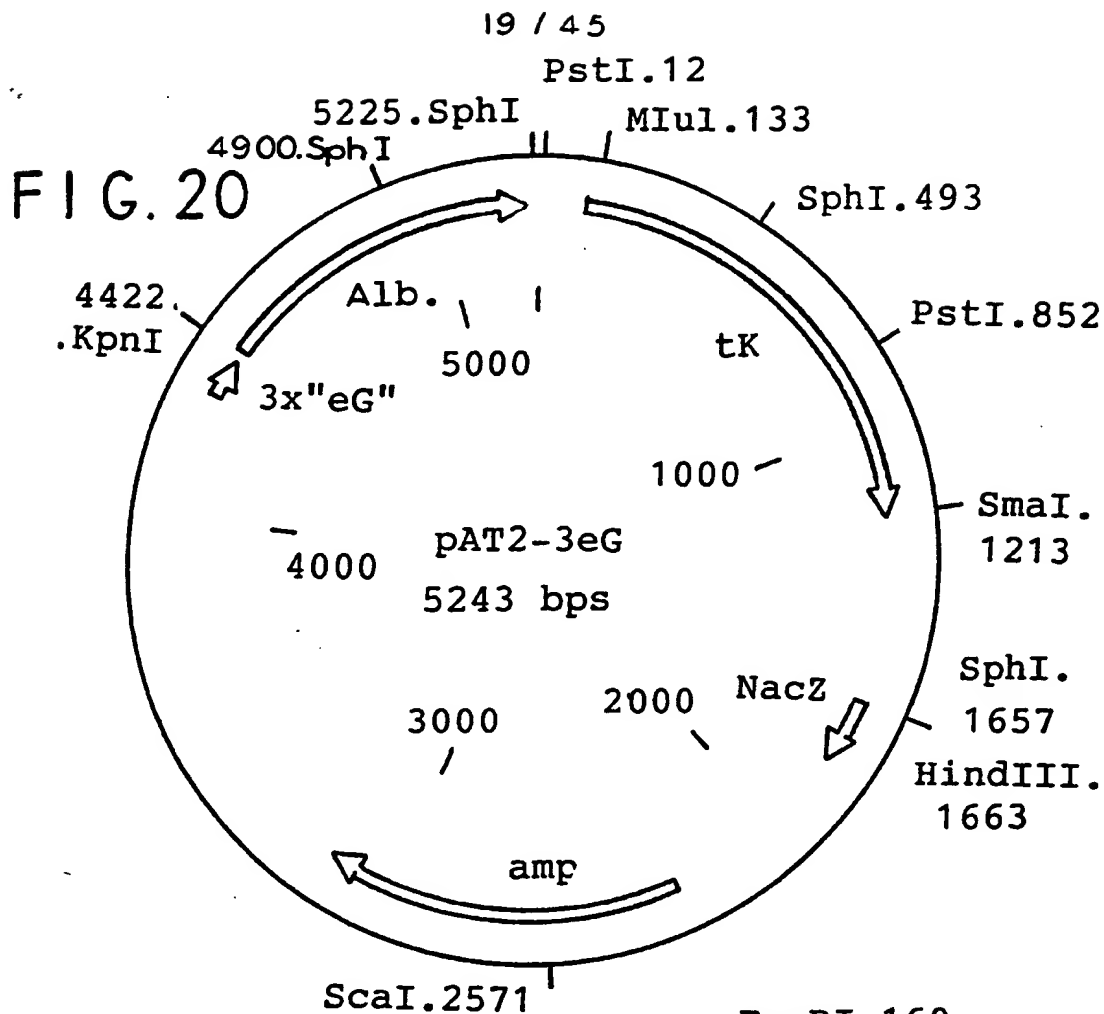 19 / 45
PstI.12
5225.SphI
MIul.133
4900.SphI
FIG.20
SphI.493
4422.
.KpnI
Alb.
PstI.852
tK
5000
3x"eG"
1000
SmaI.
1213
pAT2-3eG
4000
5243 bps
SphI.
1657
NacZ
2000
3000
HindIII.
1663
amp
ScaI.2571